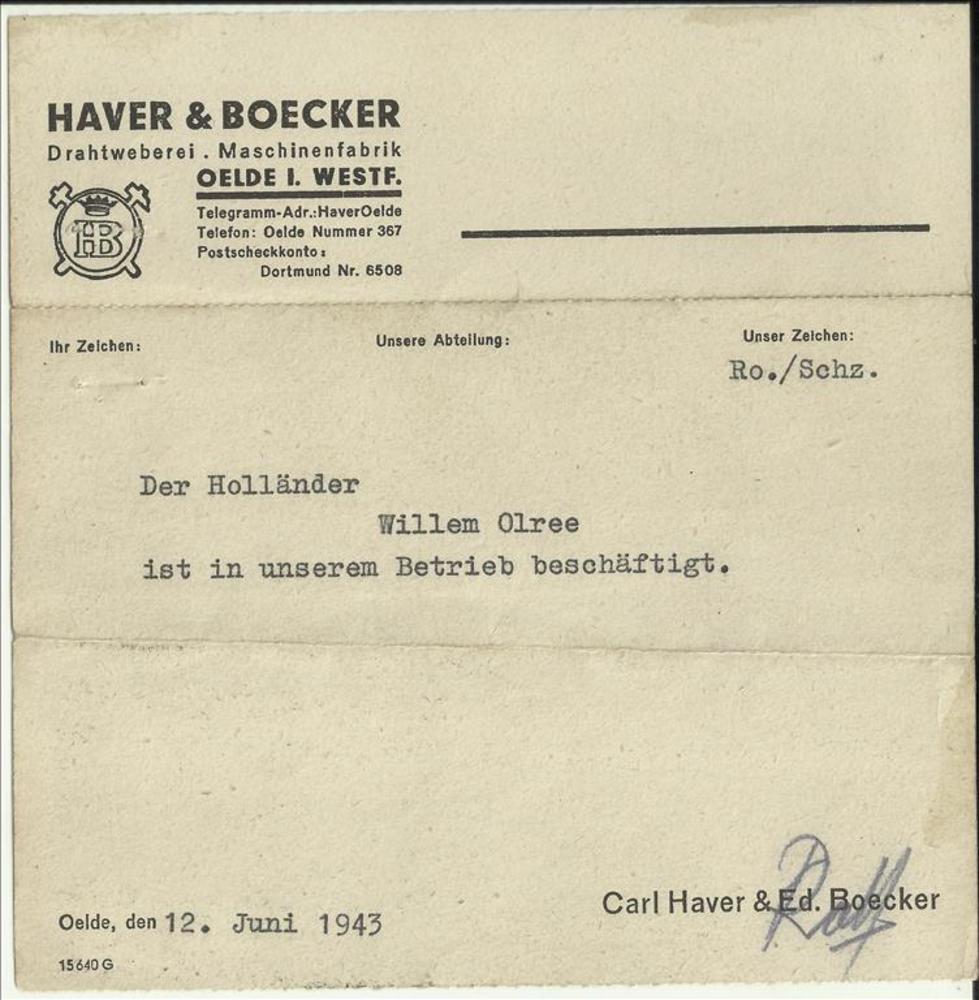 HAVER & BOECKER
Drahtweberei . Maschinenfabrik
OELDE I. WESTF.
HB
Telegramm-Adr.:HaverOelde
Telefon: Oelde Nummer 367
Postscheckkonto:
Dortmund Nr. 6508
Ihr Zeichen:
Unsere Abteilung:
Unser Zeichen:
Ro./Schz.
Der Holländer
Willem Olree
ist in unserem Betrieb beschäftigt.
Carl Haver & Ed. Boecker
Oelde, den 12. Juni 1943
15640 G